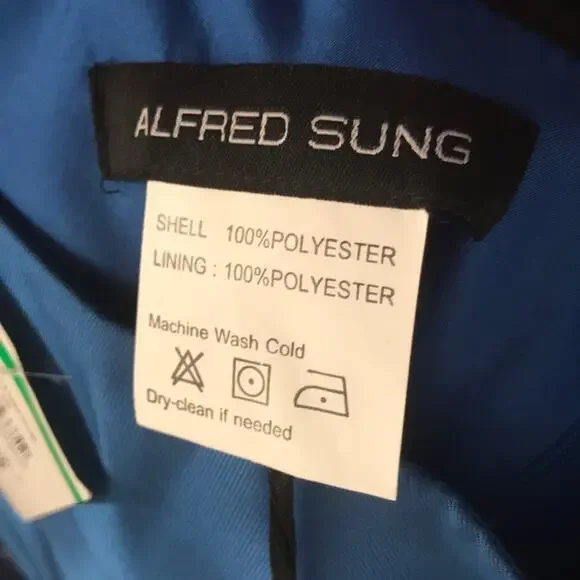 ALFRED SUNG
SHELL 100%POLYESTER
LINING : 100%POLYESTER
Machine Wash Cold
Dry-clean if needed